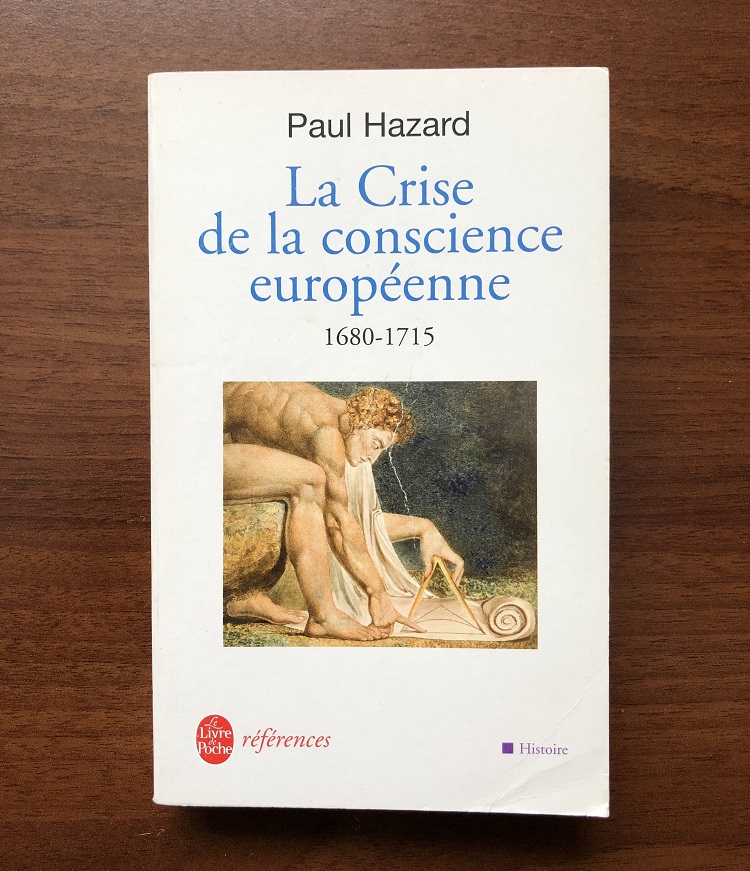 Paul Hazard
La Crise
de la conscience
européenne
1680-1715
Le
Livre
de
Poche
références
Histoire